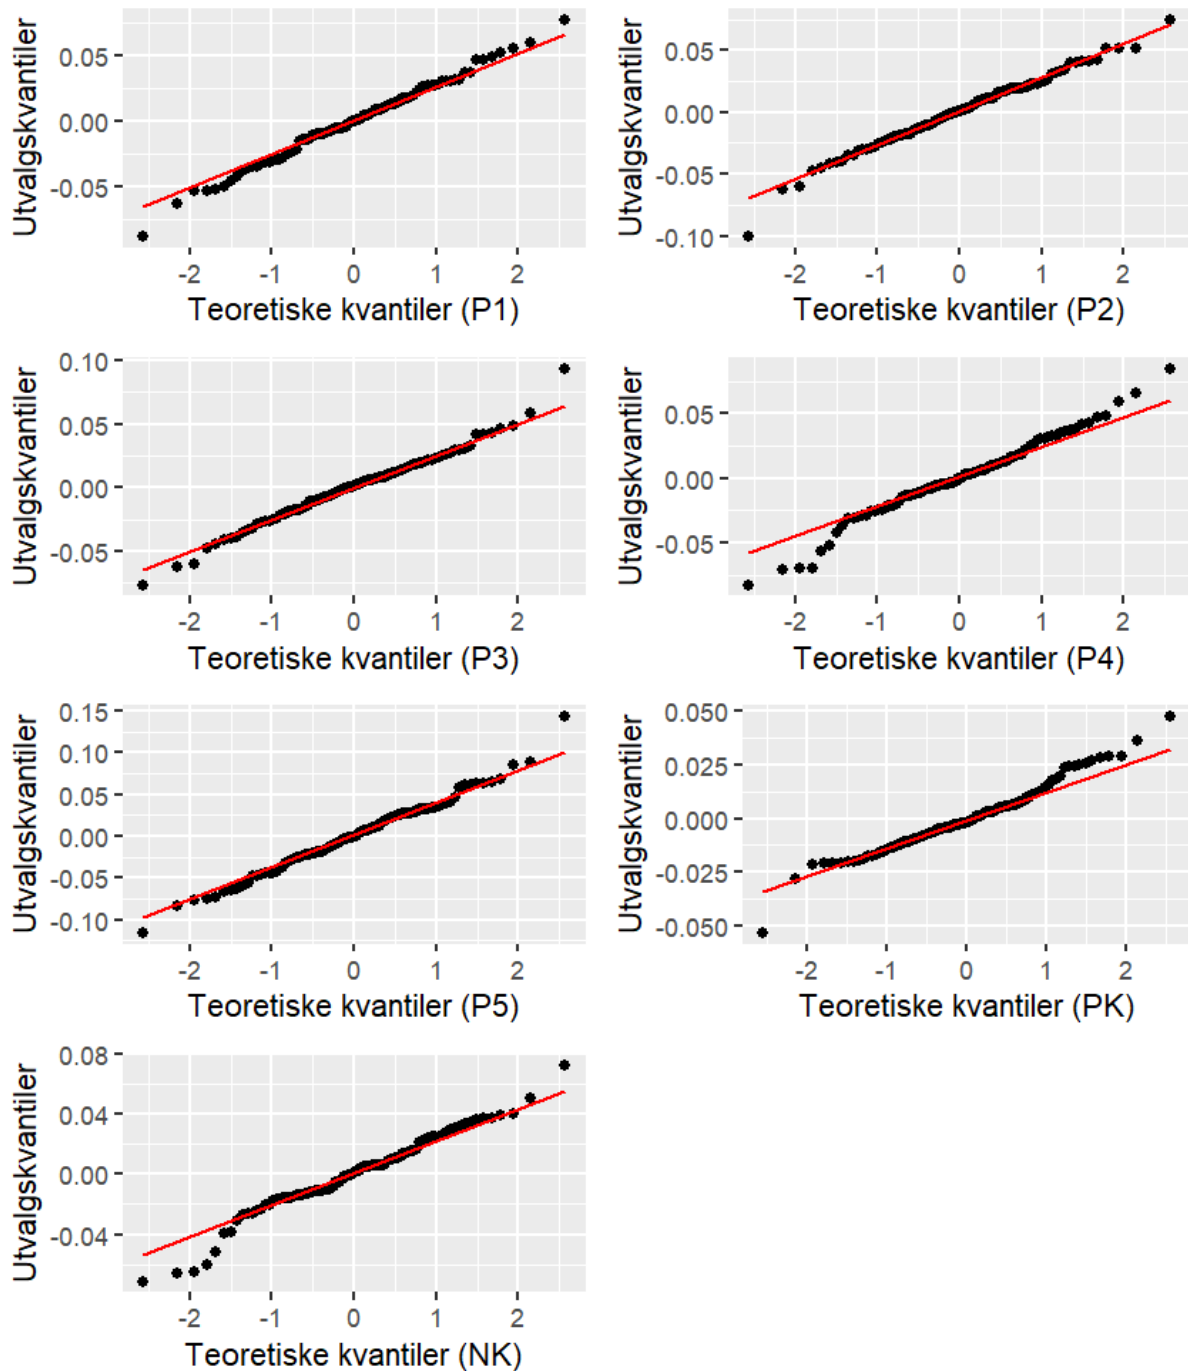 Utvalgskvantiler
0.05
0.00
-0.05
-2 -1 0 1 2
Teoretiske kvantiler (P1)
Utvalgskvantiler
0.05
0.00
-0.05
-0.10
-2 -1 0 1 2
Teoretiske kvantiler (P2)
Utvalgskvantiler
0.10
0.05
0.00
-0.05
-2 -1 0 1 2
Teoretiske kvantiler (P3)
Utvalgskvantiler
0.05
0.00
-0.05
-2 -1 0 1 2
Teoretiske kvantiler (P4)
Utvalgskvantiler
0.15
0.10
0.05
0.00
-0.05
-0.10
-2 -1 0 1 2
Teoretiske kvantiler (P5)
Utvalgskvantiler
0.050
0.025
0.000
-0.025
-0.050
-2 -1 0 1 2
Teoretiske kvantiler (PK)
Utvalgskvantiler
0.08
0.04
0.00
-0.04
-2 -1 0 1 2
Teoretiske kvantiler (NK)